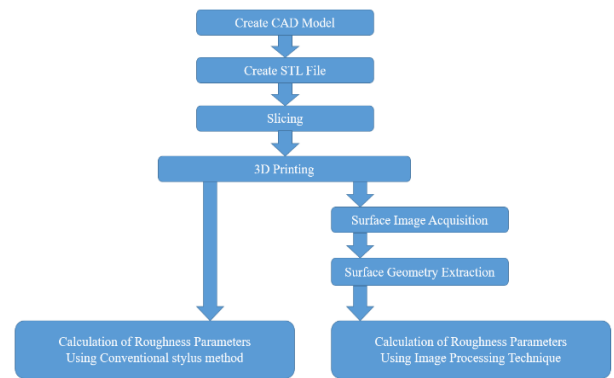 Create CAD Model
Create STL File
Slicing
3D Printing
Surface Image Acquisition
Surface Geometry Extraction
Calculation of Roughness Parameters
Using Conventional stylus method
Calculation of Roughness Parameters
Using Image Processing Technique